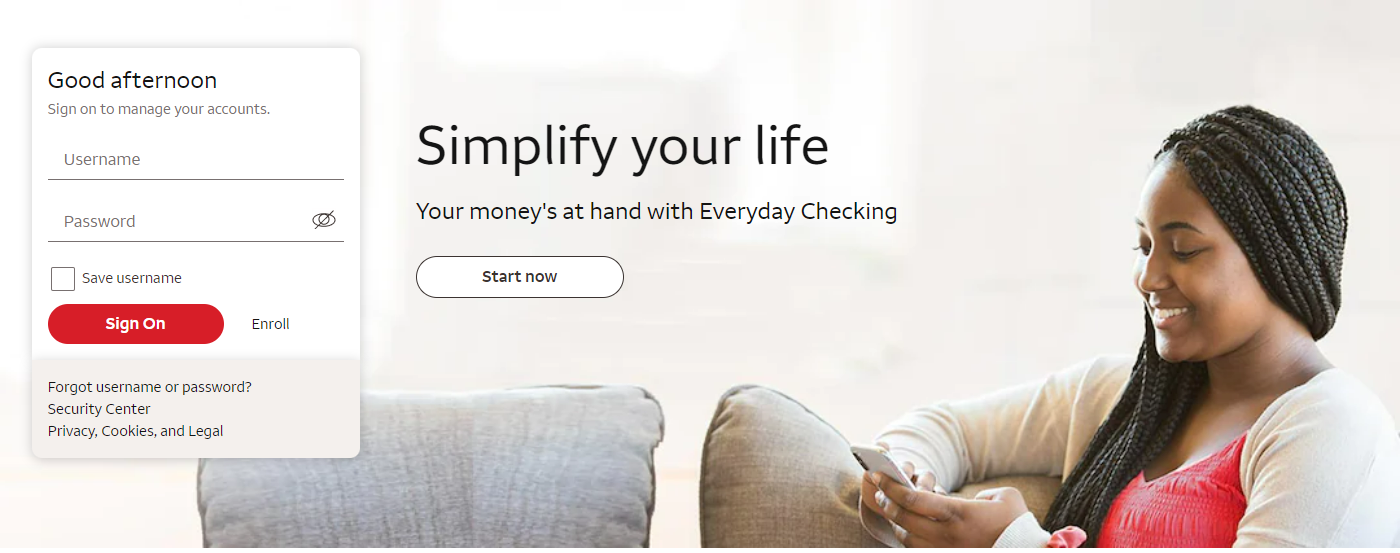 Good afternoon
Sign on to manage your accounts.
Username
Password
Save username
Sign On
Enroll
Forgot username or password?
Security Center
Privacy, Cookies, and Legal
Simplify your life
Your money's at hand with Everyday Checking
Start now